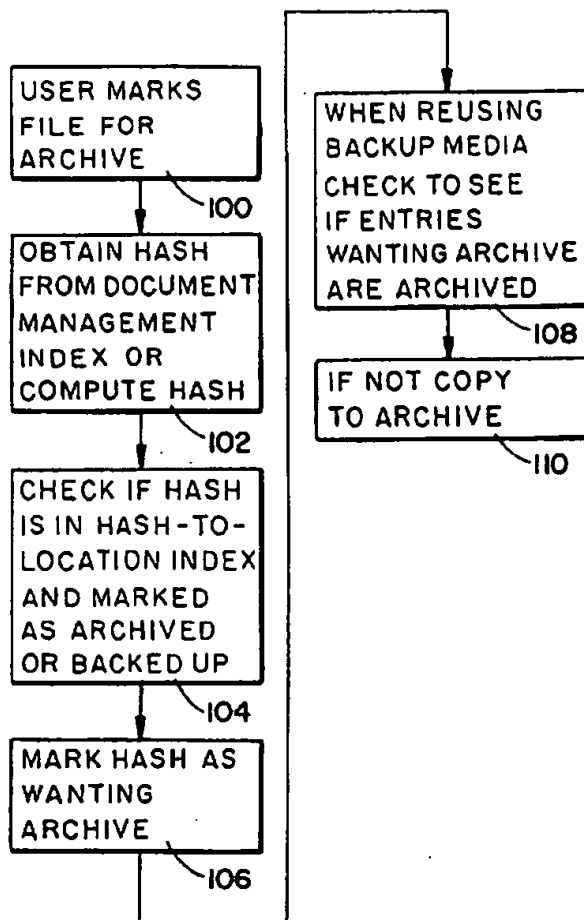 USER MARKS
FILE FOR
ARCHIVE
100
OBTAIN HASH
FROM DOCUMENT
MANAGEMENT
INDEX OR
COMPUTE HASH
102
CHECK IF HASH
IS IN HASH-TO-
LOCATION INDEX
AND MARKED
AS ARCHIVED
OR BACKED UP
104
MARK HASH AS
WANTING
ARCHIVE
106
WHEN REUSING
BACKUP MEDIA
CHECK TO SEE
IF ENTRIES
WANTING ARCHIVE
ARE ARCHIVED
108
IF NOT COPY
TO ARCHIVE
110